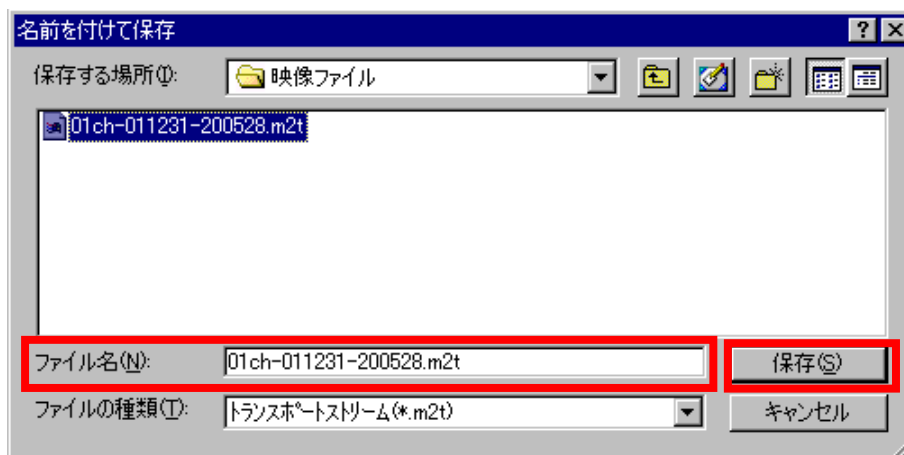 名前を付けて保存
保存する場所(I):
映像ファイル
01ch-011231-200528.m2t
ファイル名(N):
01ch-011231-200528.m2t
保存(S)
ファイルの種類(T):
トランスポートストリーム(*.m2t)
キャンセル